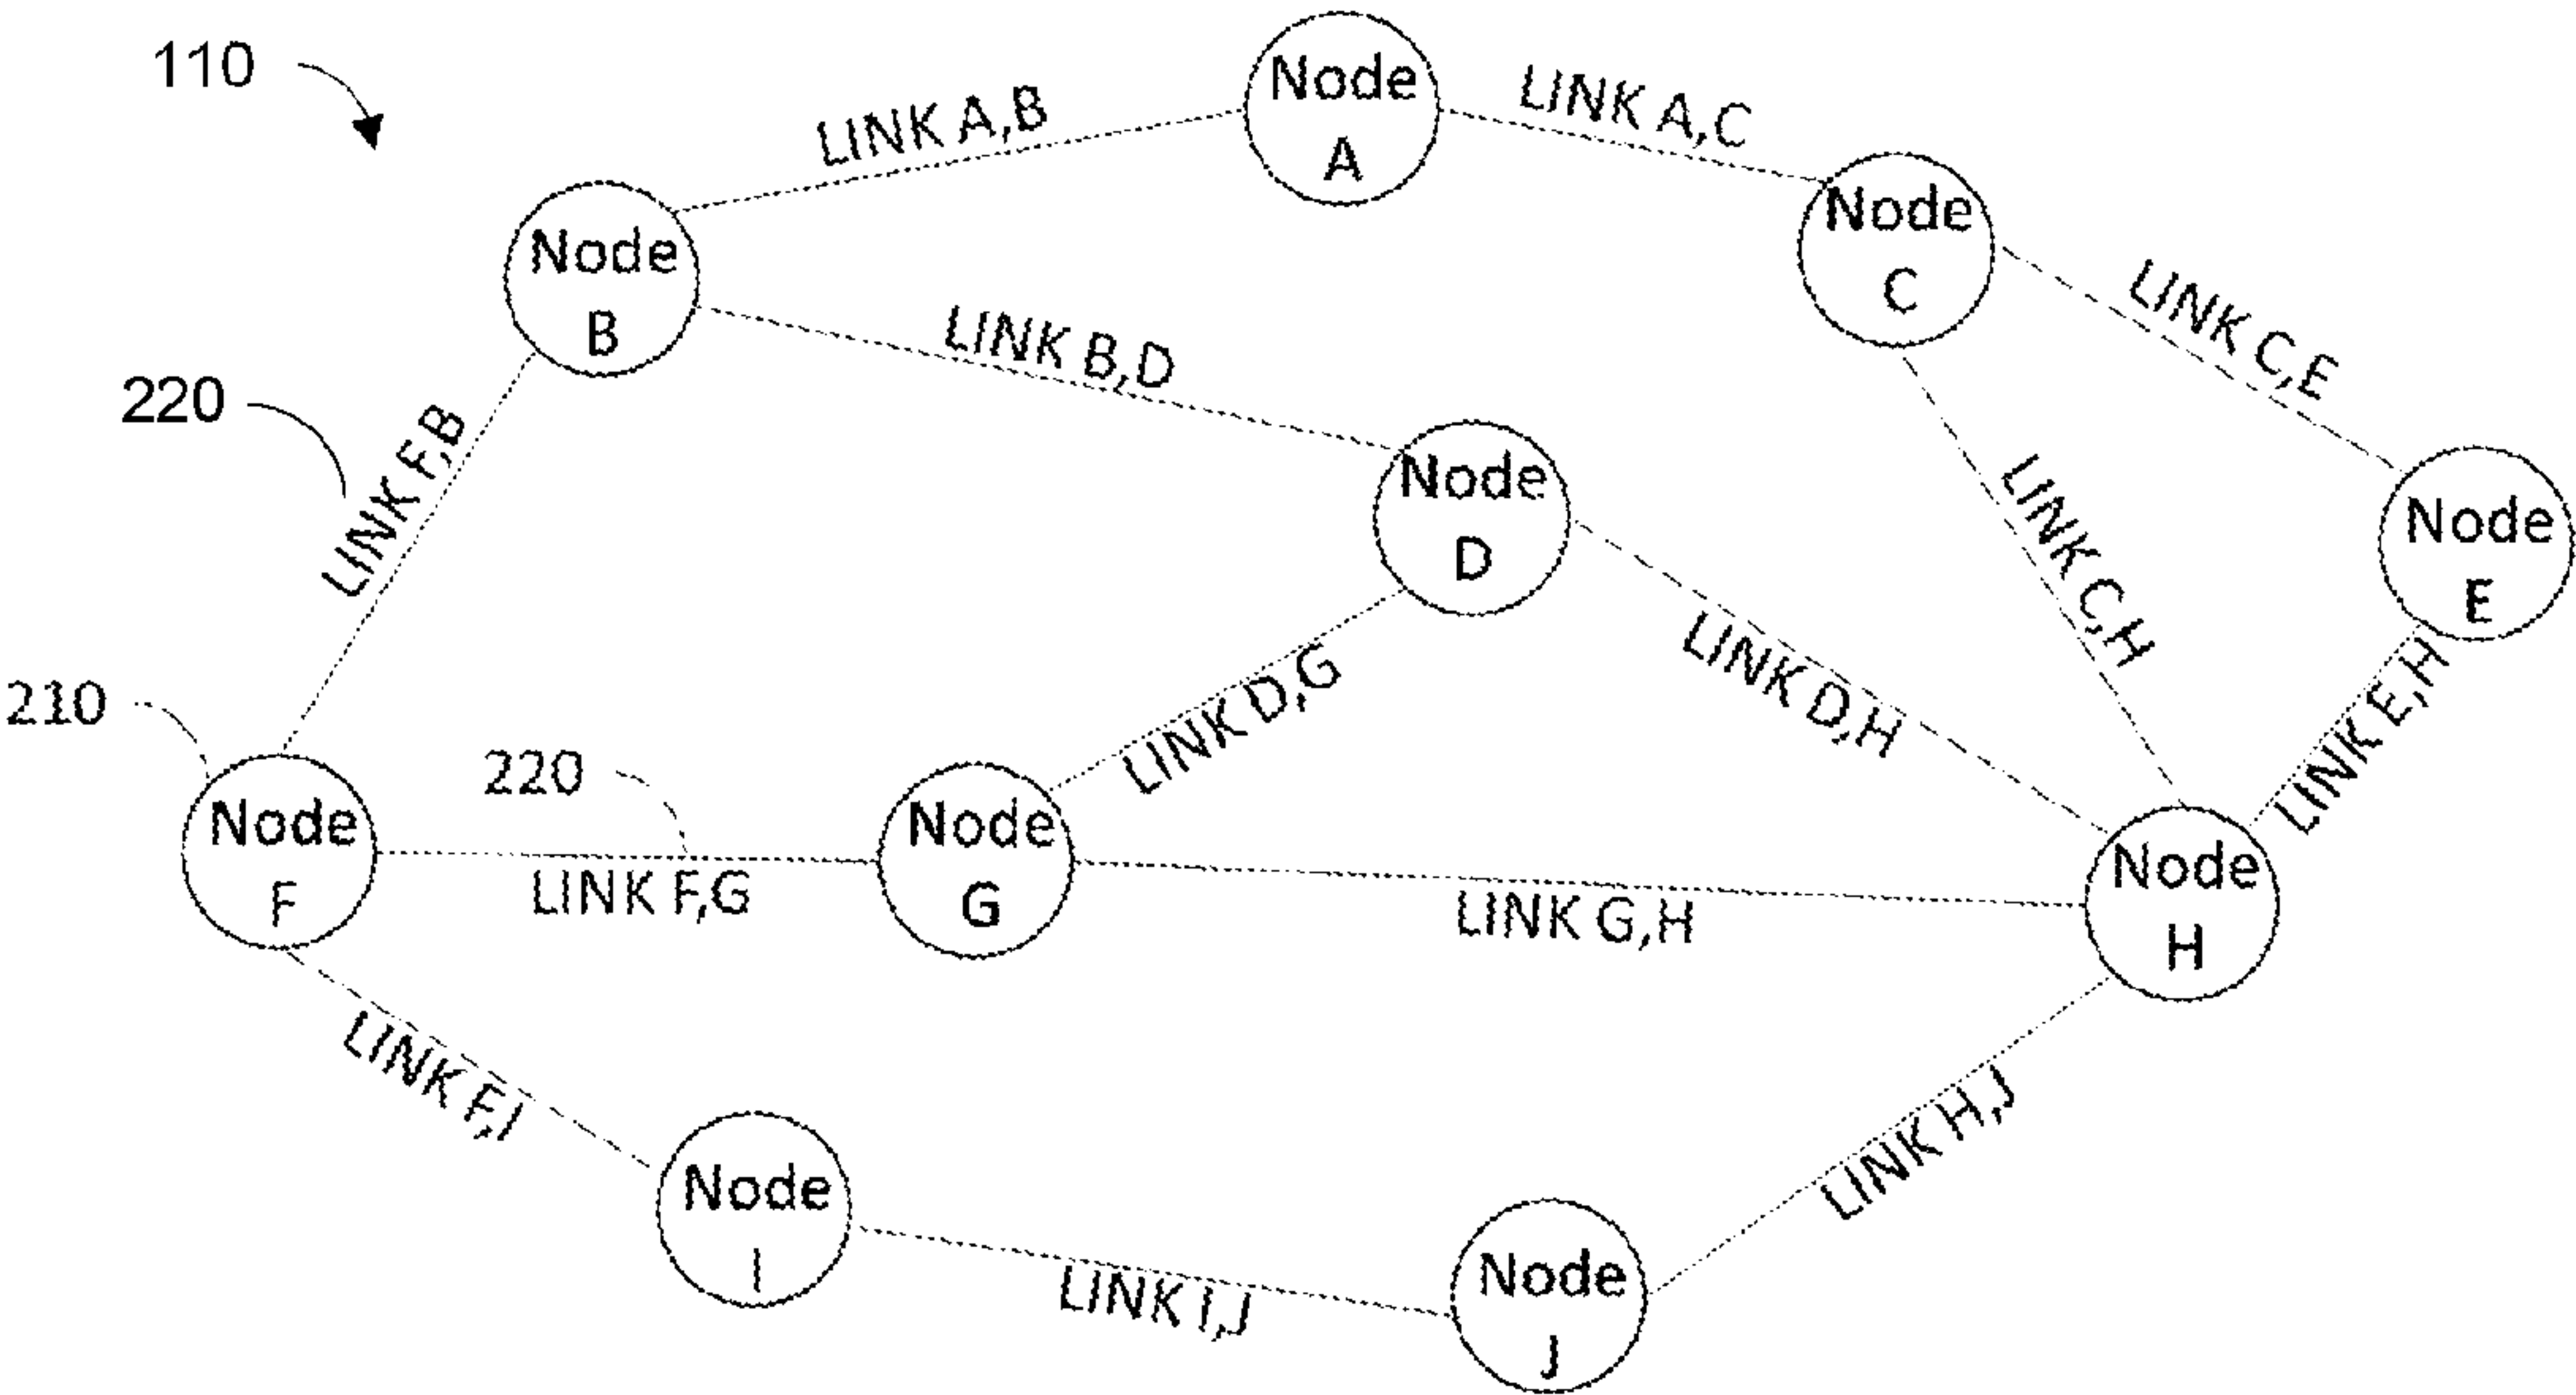 110
Node
A
LINK A,B
LINK A,C
Node
B
Node
C
LINK B,D
LINK C,E
220
LINK F,B
Node
D
LINK C,H
Node
E
LINK D,G
LINK D,H
LINK E,H
210
220
Node
F
LINK F,G
Node
G
LINK G,H
Node
H
LINK F,I
LINK H,J
Node
I
LINK I,J
Node
J